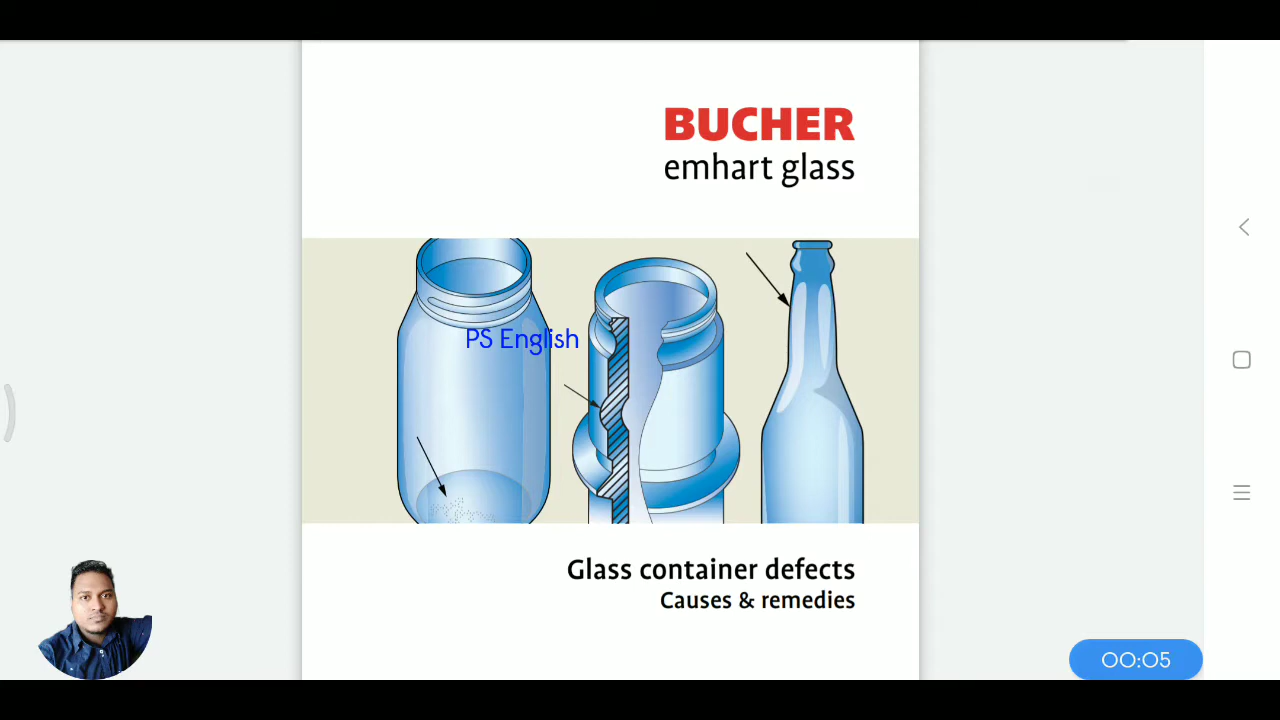 BUCHER
emhart glass
PS English
Glass container defects
Causes & remedies
00:05